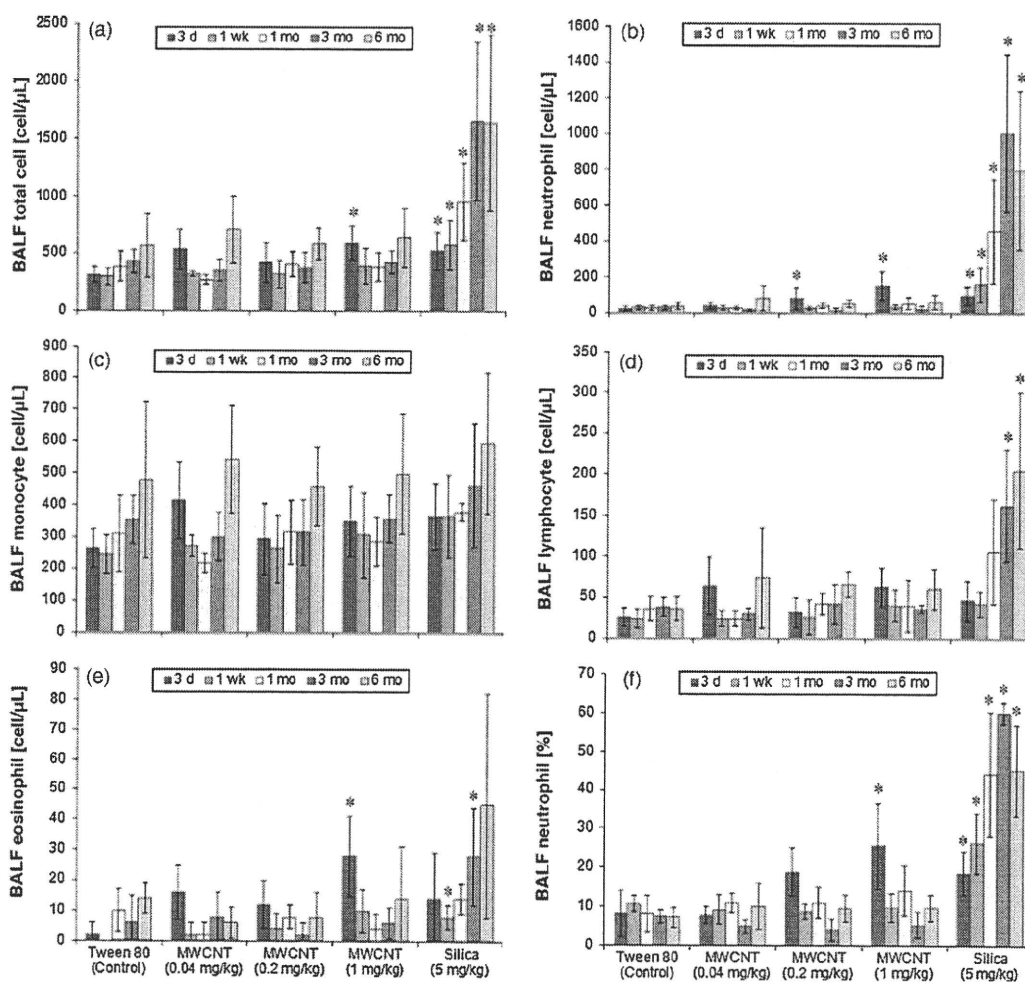 (a)
3 d 1 wk 1 mo 3 mo 6 mo
BALF total cell [cell/µL]
2500
2000
1500
1000
500
0
* * * * * *
(b)
3 d 1 wk 1 mo 3 mo 6 mo
BALF neutrophil [cell/µL]
1600
1400
1200
1000
800
600
400
200
0
* * * * * * *
(c)
3 d 1 wk 1 mo 3 mo 6 mo
BALF monocyte [cell/µL]
900
800
700
600
500
400
300
200
100
0
(d)
3 d 1 wk 1 mo 3 mo 6 mo
BALF lymphocyte [cell/µL]
350
300
250
200
150
100
50
0
* *
(e)
3 d 1 wk 1 mo 3 mo 6 mo
BALF eosinophil [cell/µL]
90
80
70
60
50
40
30
20
10
0
* * *
Tween 80 (Control)
MWCNT (0.04 mg/kg)
MWCNT (0.2 mg/kg)
MWCNT (1 mg/kg)
Silica (5 mg/kg)
(f)
3 d 1 wk 1 mo 3 mo 6 mo
BALF neutrophil [%]
70
60
50
40
30
20
10
0
* * * * * *
Tween 80 (Control)
MWCNT (0.04 mg/kg)
MWCNT (0.2 mg/kg)
MWCNT (1 mg/kg)
Silica (5 mg/kg)